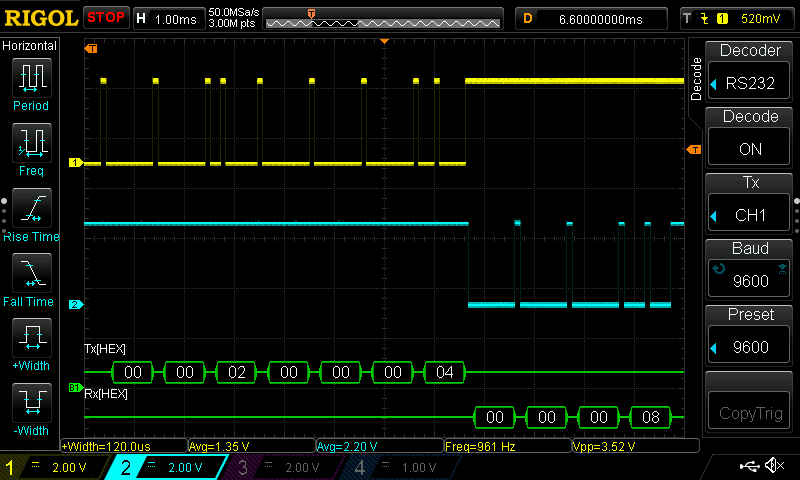 RIGOL STOP H 1.00ms 50.0MSa/s 3.00M pts T D 6.60000000ms T 1 520mV
Horizontal
Period
Freq
Rise Time
Fall Time
+Width
-Width
T
1
2
T
Tx[HEX]
00 00 02 00 00 00 04
B1
Rx[HEX]
00 00 00 08
+Width=120.0us Avg=1.35 V Avg=2.20 V Freq=961 Hz Vpp=3.52 V
1 2.00 V 2 2.00 V 3 2.00 V 4 1.00 V
Decode
Decoder
RS232
Decode
ON
Tx
CH1
Baud
9600
Preset
9600
CopyTrig